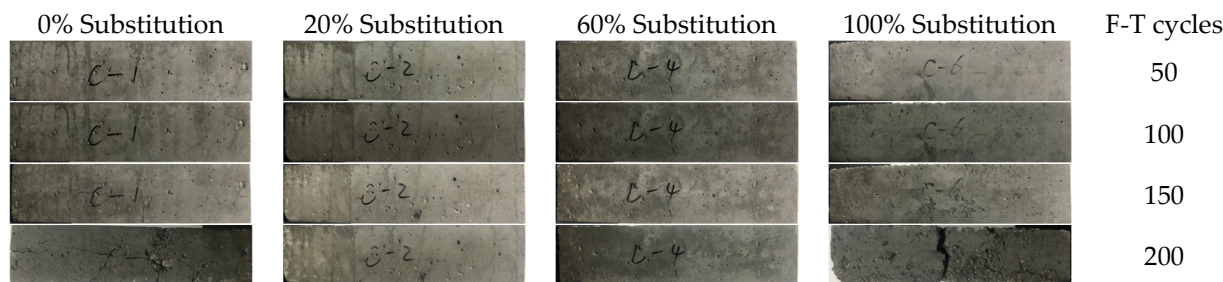 0% Substitution 20% Substitution 60% Substitution 100% Substitution F-T cycles
C-1 C-2 C-4 C-6 50
C-1 C-2 C-4 C-6 100
C-1 C-2 C-4 C-6 150
C-2 C-4 200